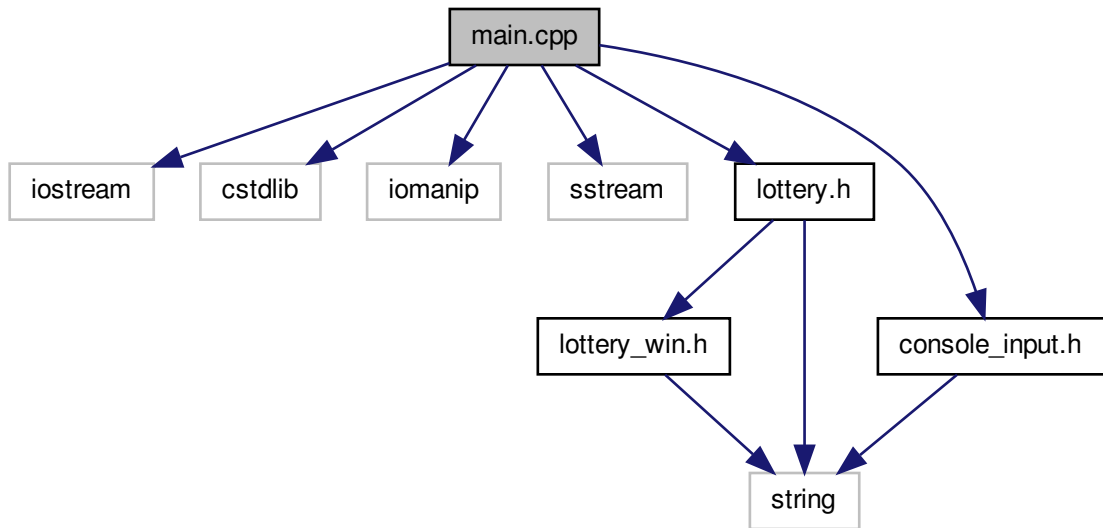 main.cpp
iostream
cstdlib
iomanip
sstream
lottery.h
lottery_win.h
console_input.h
string